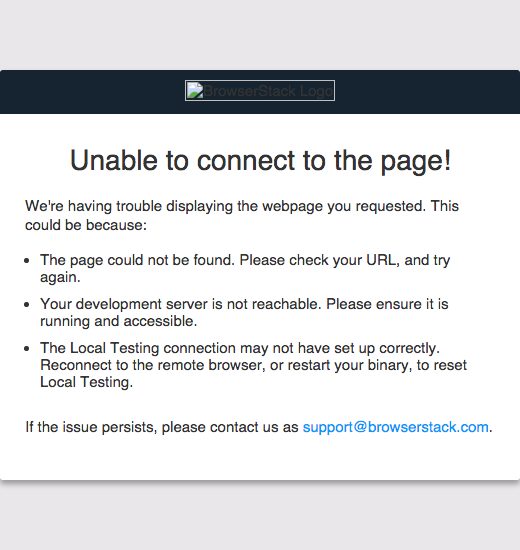 BrowserStack Logo
Unable to connect to the page!
We're having trouble displaying the webpage you requested. This
could be because:
The page could not be found. Please check your URL, and try
again.
Your development server is not reachable. Please ensure it is
running and accessible.
The Local Testing connection may not have set up correctly.
Reconnect to the remote browser, or restart your binary, to reset
Local Testing.
If the issue persists, please contact us as support@browserstack.com.